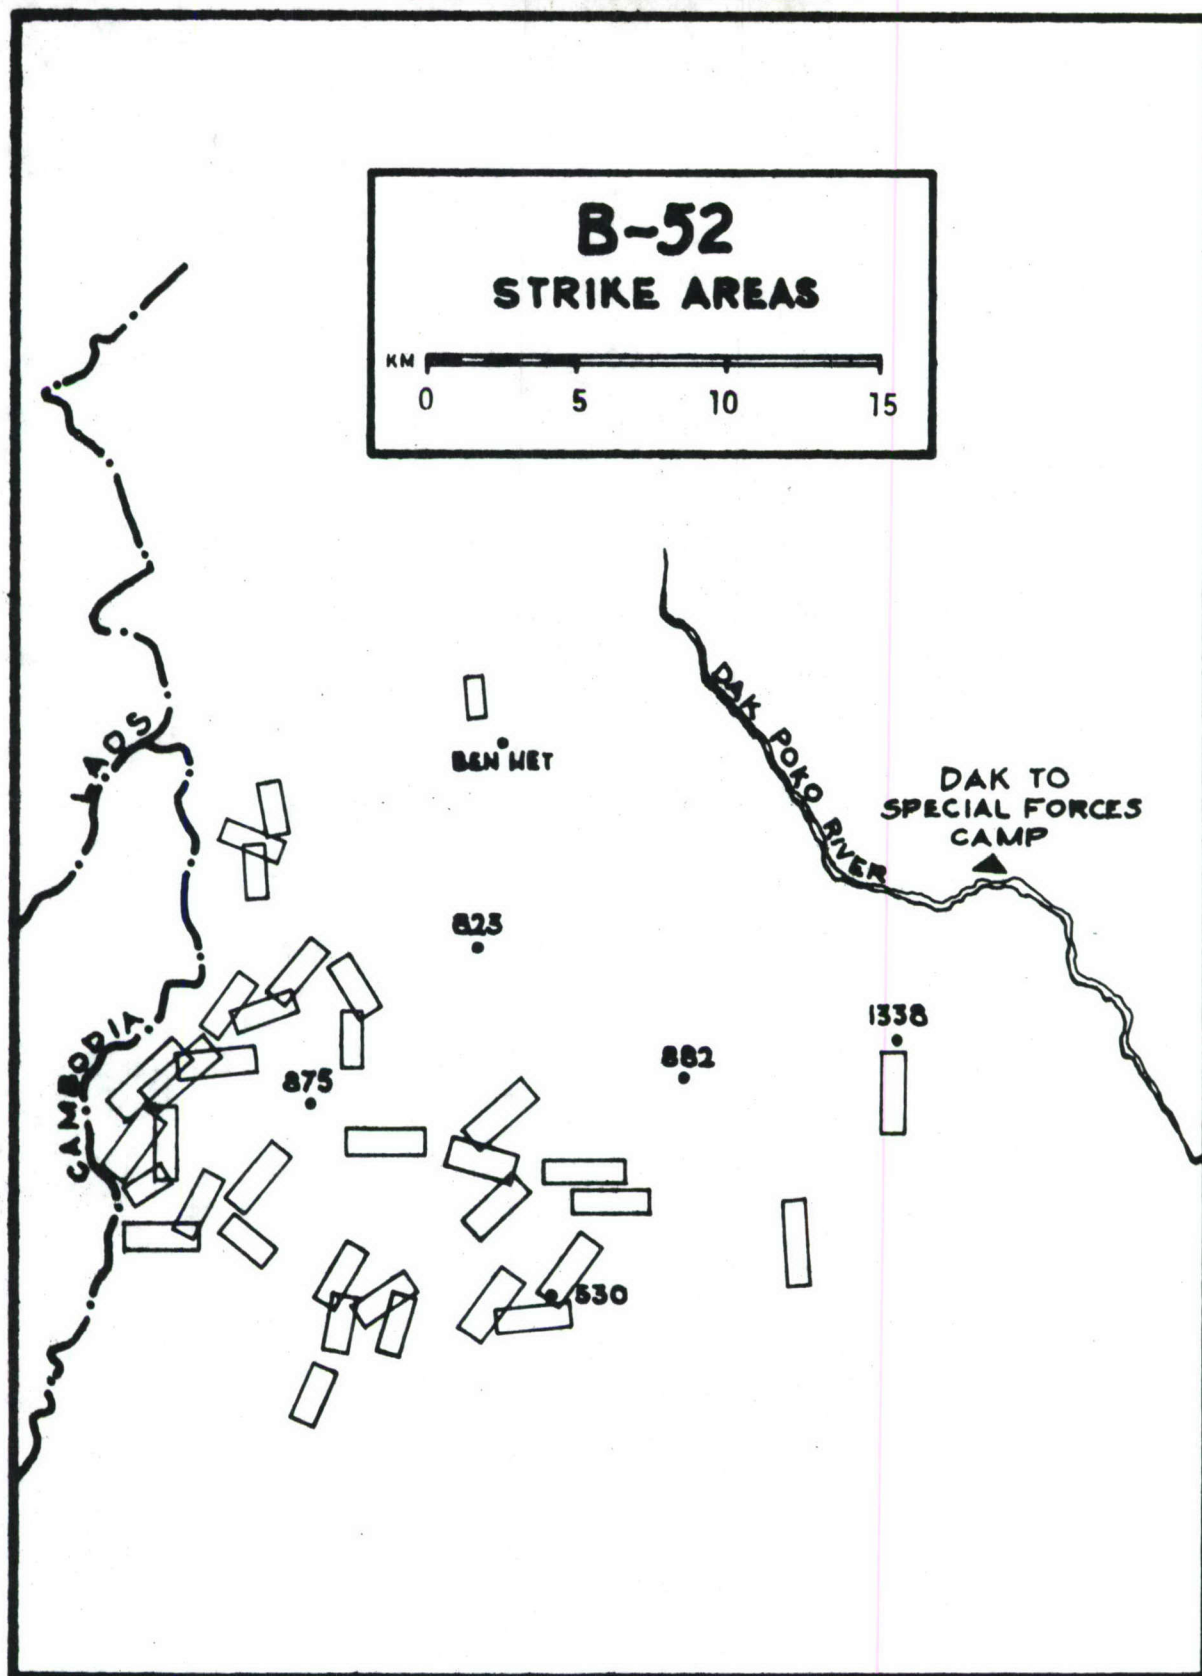 B-52
STRIKE AREAS
KM
0 5 10 15
DAK POKO RIVER
LAOS
BEN HET
DAK TO
SPECIAL FORCES
CAMP
823
1338
CAMBODIA
882
875
530